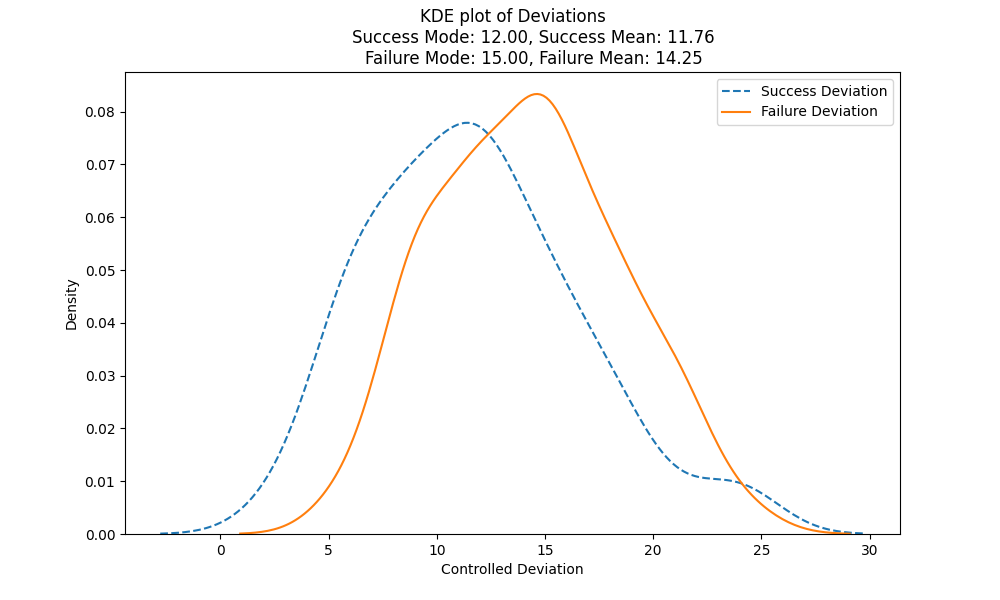 KDE plot of Deviations
Success Mode: 12.00, Success Mean: 11.76
Failure Mode: 15.00, Failure Mean: 14.25
Success Deviation
Failure Deviation
0.08
0.07
0.06
0.05
0.04
0.03
0.02
0.01
0.00
Density
0 5 10 15 20 25 30
Controlled Deviation